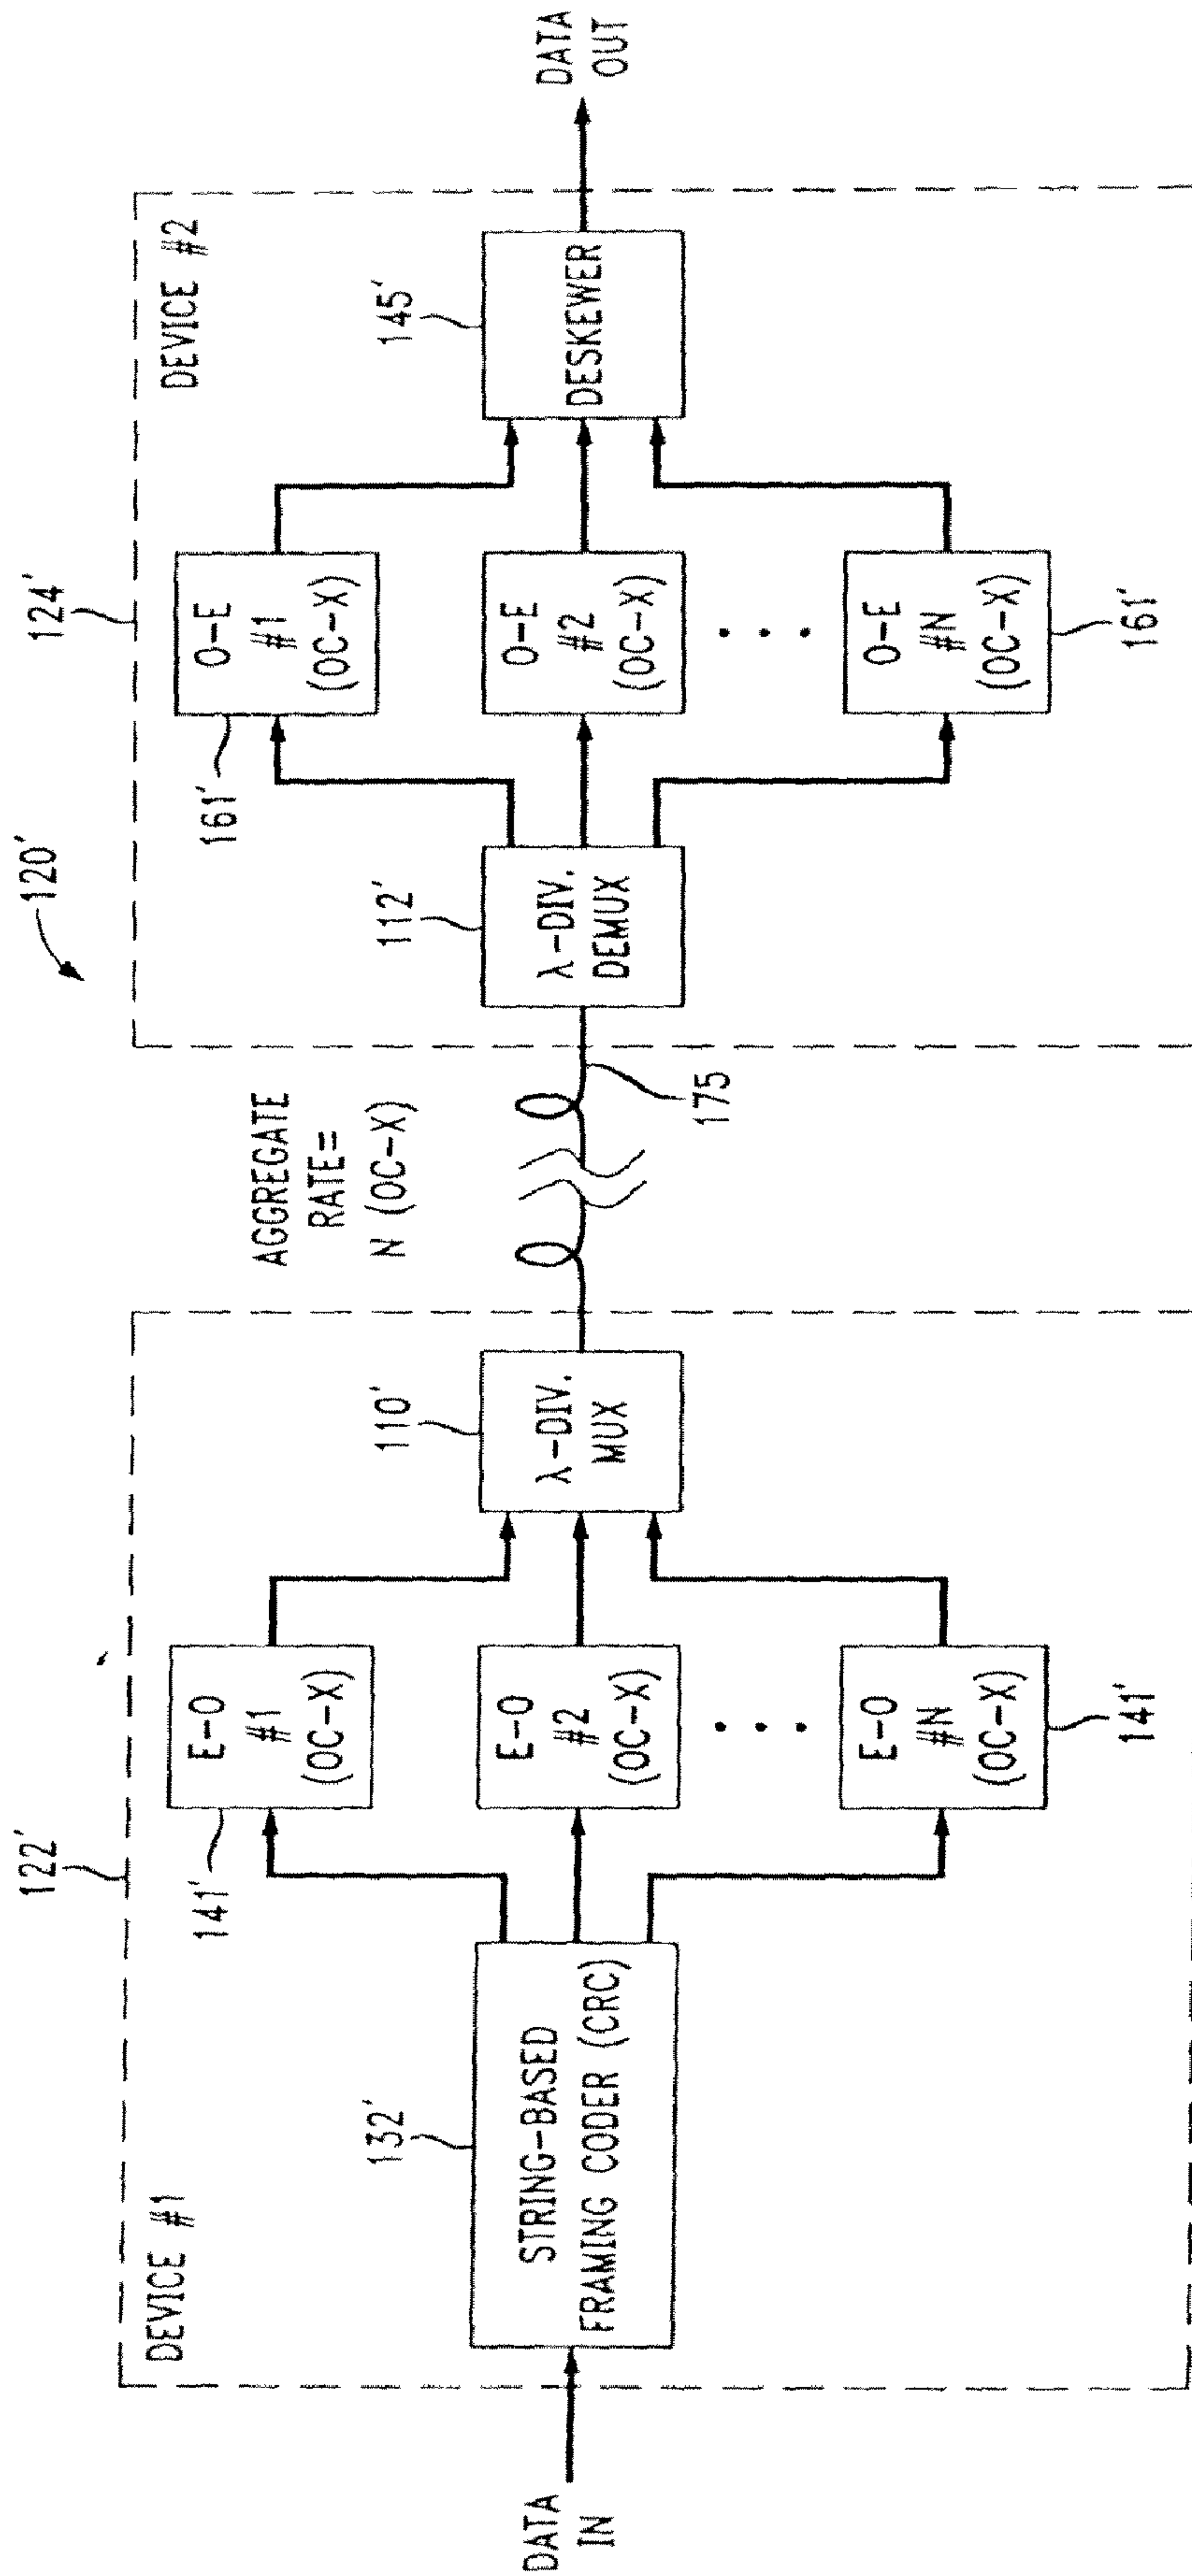 120′
122′
124′
DEVICE #1
DEVICE #2
DATA
IN
132′
STRING-BASED
FRAMING CODER (CRC)
141′
E-O
#1
(OC-X)
E-O
#2
(OC-X)
E-O
#N
(OC-X)
141′
110′
λ-DIV.
MUX
AGGREGATE
RATE=
N (OC-X)
175
112′
λ-DIV.
DEMUX
161′
O-E
#1
(OC-X)
O-E
#2
(OC-X)
O-E
#N
(OC-X)
161′
145′
DESKEWER
DATA
OUT